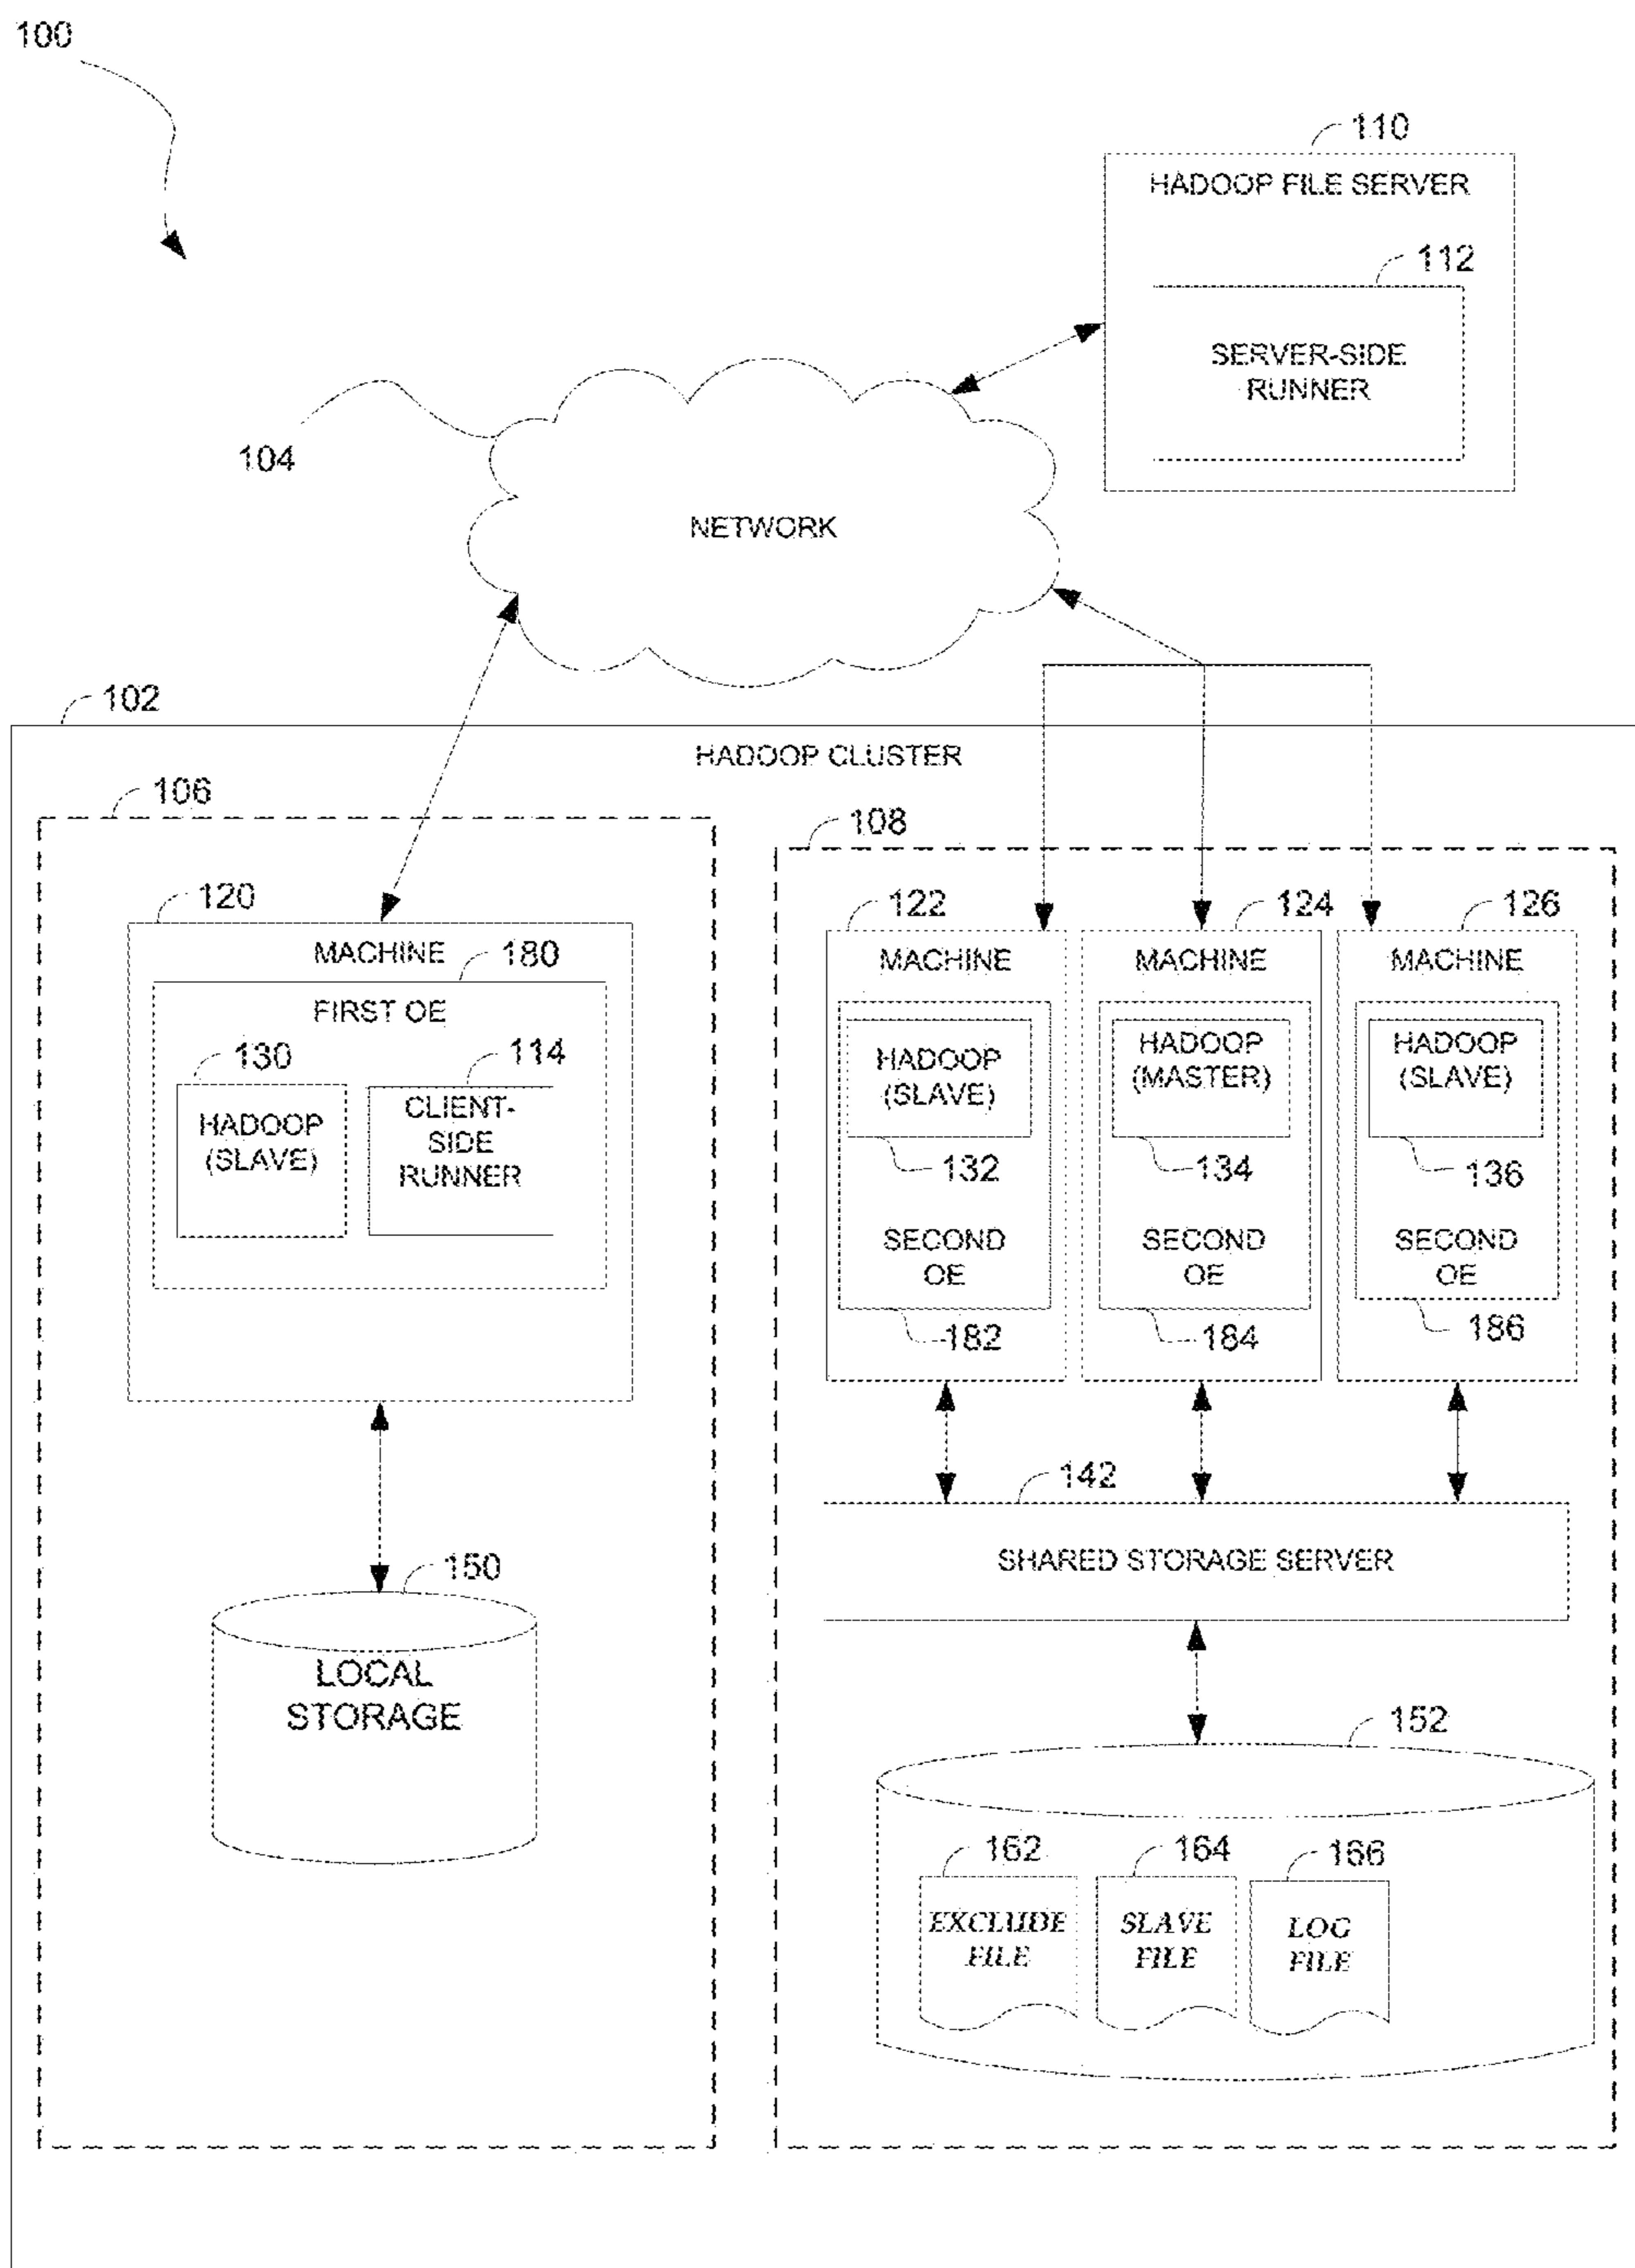 100
110
HADOOP FILE SERVER
112
SERVER-SIDE
RUNNER
104
NETWORK
102
HADOOP CLUSTER
106
120
MACHINE
180
FIRST OE
130
HADOOP
(SLAVE)
114
CLIENT-
SIDE
RUNNER
150
LOCAL
STORAGE
108
122
MACHINE
HADOOP
(SLAVE)
132
SECOND
OE
182
124
MACHINE
HADOOP
(MASTER)
134
SECOND
OE
184
126
MACHINE
HADOOP
(SLAVE)
136
SECOND
OE
186
142
SHARED STORAGE SERVER
152
162
EXCLUDE
FILE
164
SLAVE
FILE
166
LOG
FILE